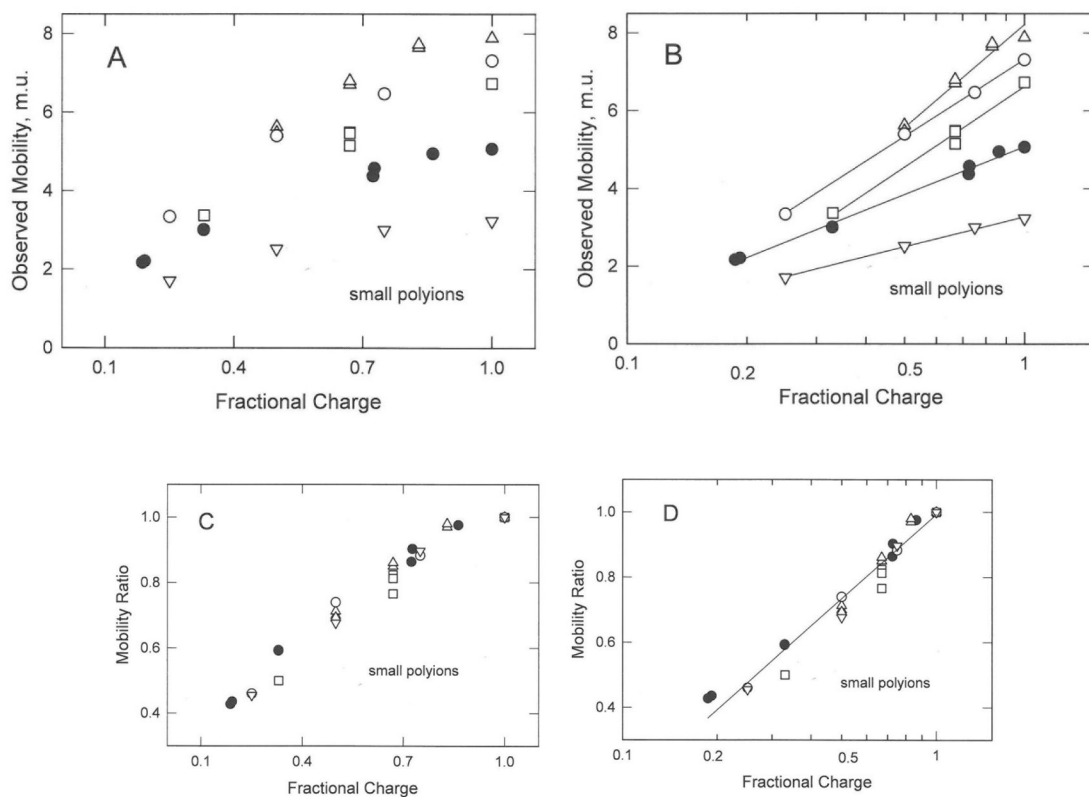 A
8
6
4
2
0
Observed Mobility, m.u.
small polyions
0.1 0.4 0.7 1.0
Fractional Charge
B
8
6
4
2
0
Observed Mobility, m.u.
small polyions
0.1 0.2 0.5 1
Fractional Charge
C
1.0
0.8
0.6
0.4
Mobility Ratio
small polyions
0.1 0.4 0.7 1.0
Fractional Charge
D
1.0
0.8
0.6
0.4
Mobility Ratio
small polyions
0.1 0.2 0.5 1
Fractional Charge